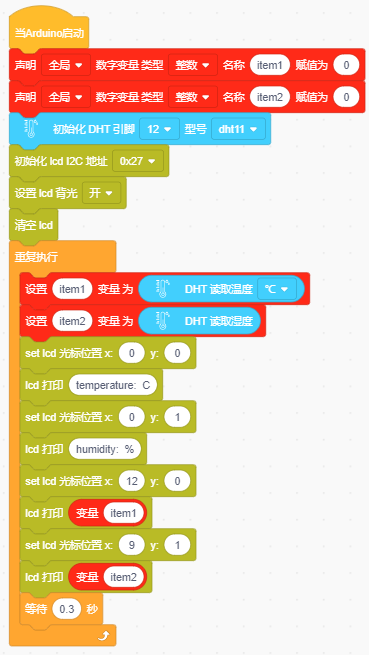 当Arduino启动
声明 全局 数字变量 类型 整数 名称 item1 赋值为 0
声明 全局 数字变量 类型 整数 名称 item2 赋值为 0
初始化 DHT 引脚 12 型号 dht11
初始化 lcd I2C 地址 0x27
设置 lcd 背光 开
清空 lcd
重复执行
设置 item1 变量 为 DHT 读取温度 ℃
设置 item2 变量 为 DHT 读取湿度
set lcd 光标位置 x: 0 y: 0
lcd 打印 temperature: C
set lcd 光标位置 x: 0 y: 1
lcd 打印 humidity: %
set lcd 光标位置 x: 12 y: 0
lcd 打印 变量 item1
set lcd 光标位置 x: 9 y: 1
lcd 打印 变量 item2
等待 0.3 秒